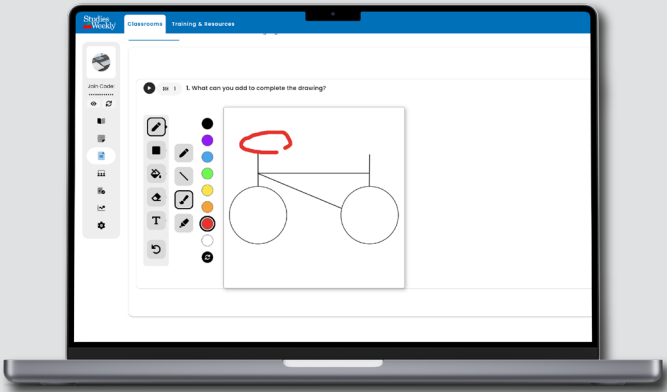 Studies Weekly
Classrooms
Training & Resources
Join Code:
1
1. What can you add to complete the drawing?
T